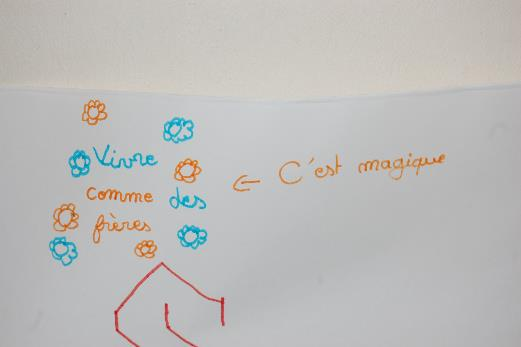 Vivre
comme des
frères
← C'est magique